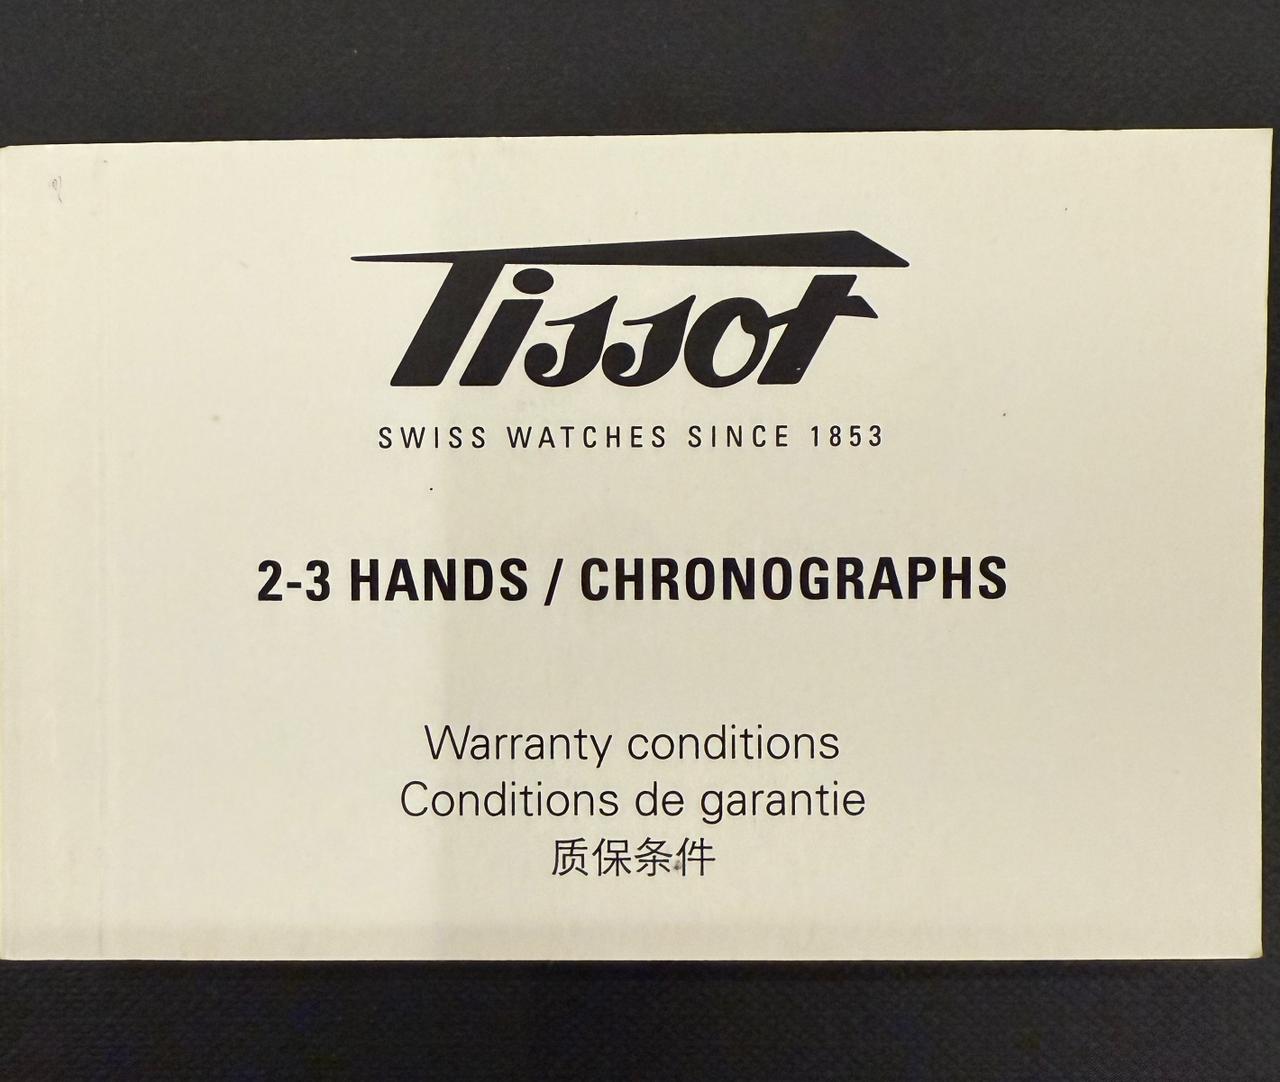 Tissot
SWISS WATCHES SINCE 1853
2-3 HANDS / CHRONOGRAPHS
Warranty conditions
Conditions de garantie
质保条件